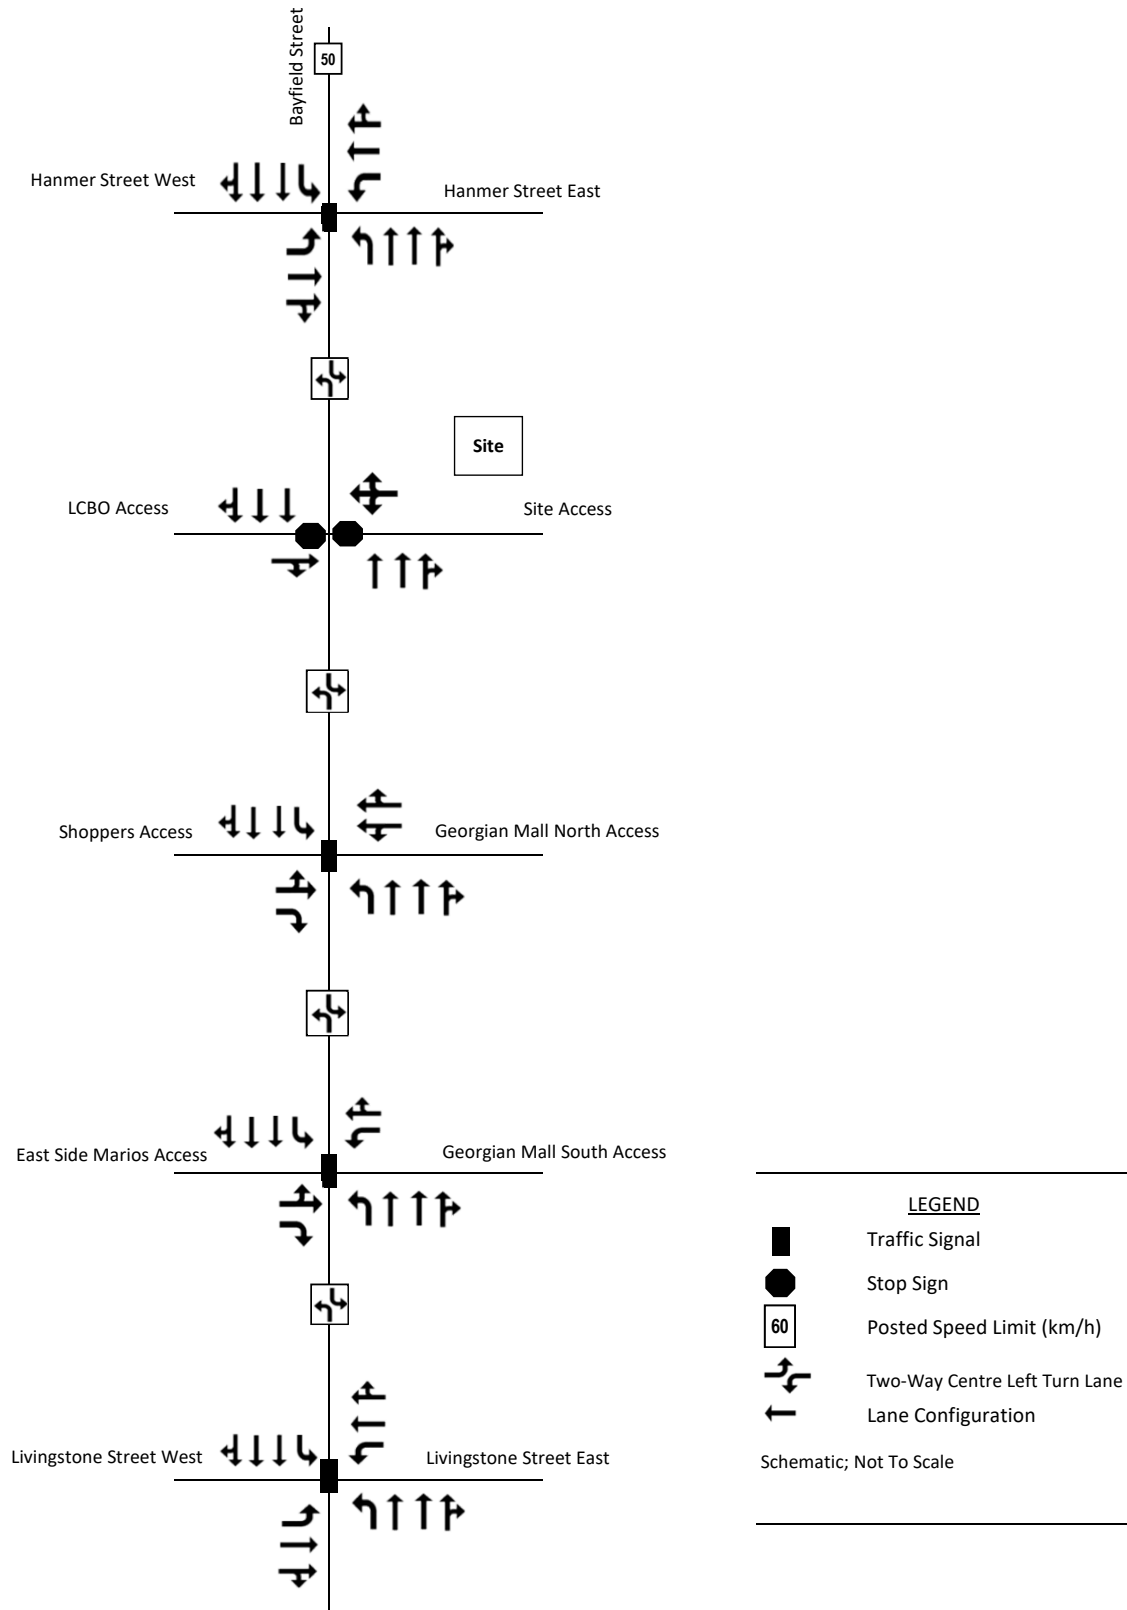 Bayfield Street
50
Hanmer Street West
Hanmer Street East
Site
LCBO Access
Site Access
Shoppers Access
Georgian Mall North Access
East Side Marios Access
Georgian Mall South Access
LEGEND
Traffic Signal
Stop Sign
60
Posted Speed Limit (km/h)
Two-Way Centre Left Turn Lane
Lane Configuration
Livingstone Street West
Livingstone Street East
Schematic; Not To Scale